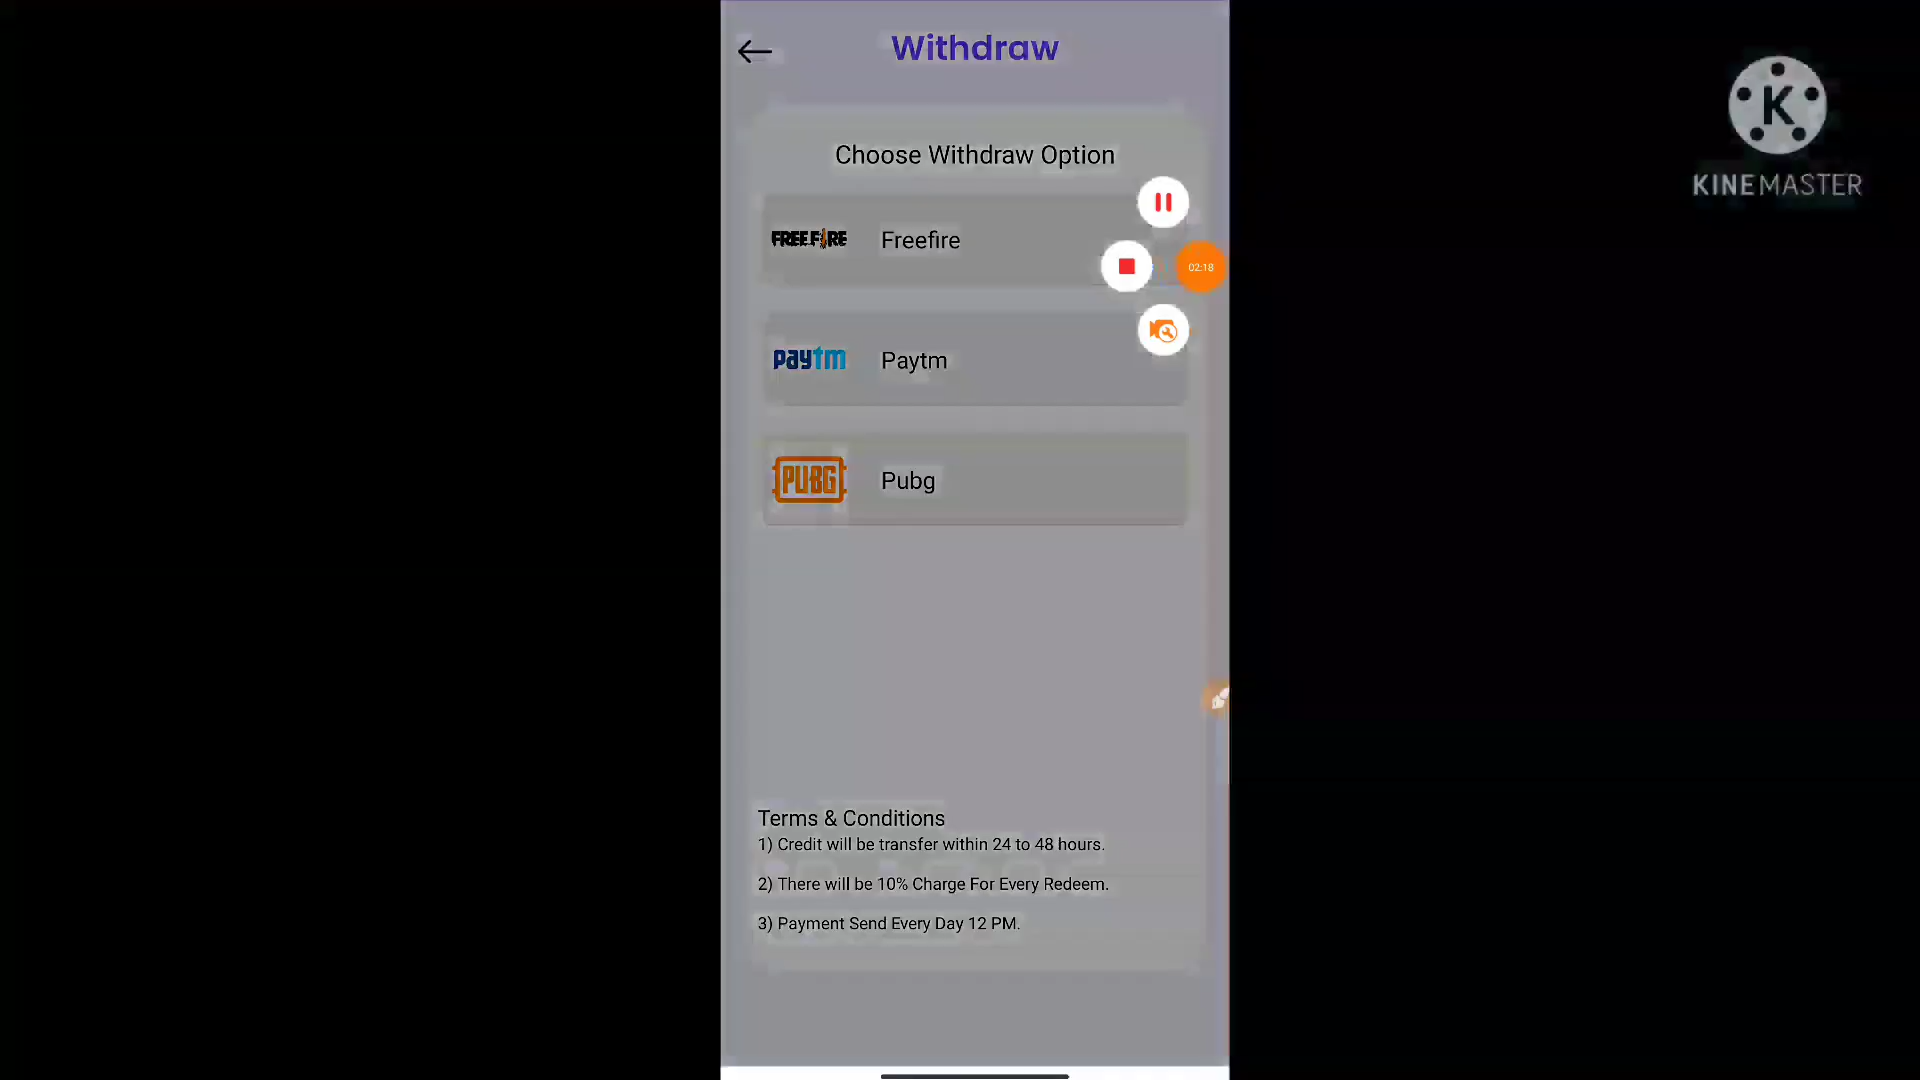 Withdraw
K
KINEMASTER
Choose Withdraw Option
FREE FIRE Freefire
02:18
paytm Paytm
PUBG Pubg
Terms & Conditions
1) Credit will be transfer within 24 to 48 hours.
2) There will be 10% Charge For Every Redeem.
3) Payment Send Every Day 12 PM.